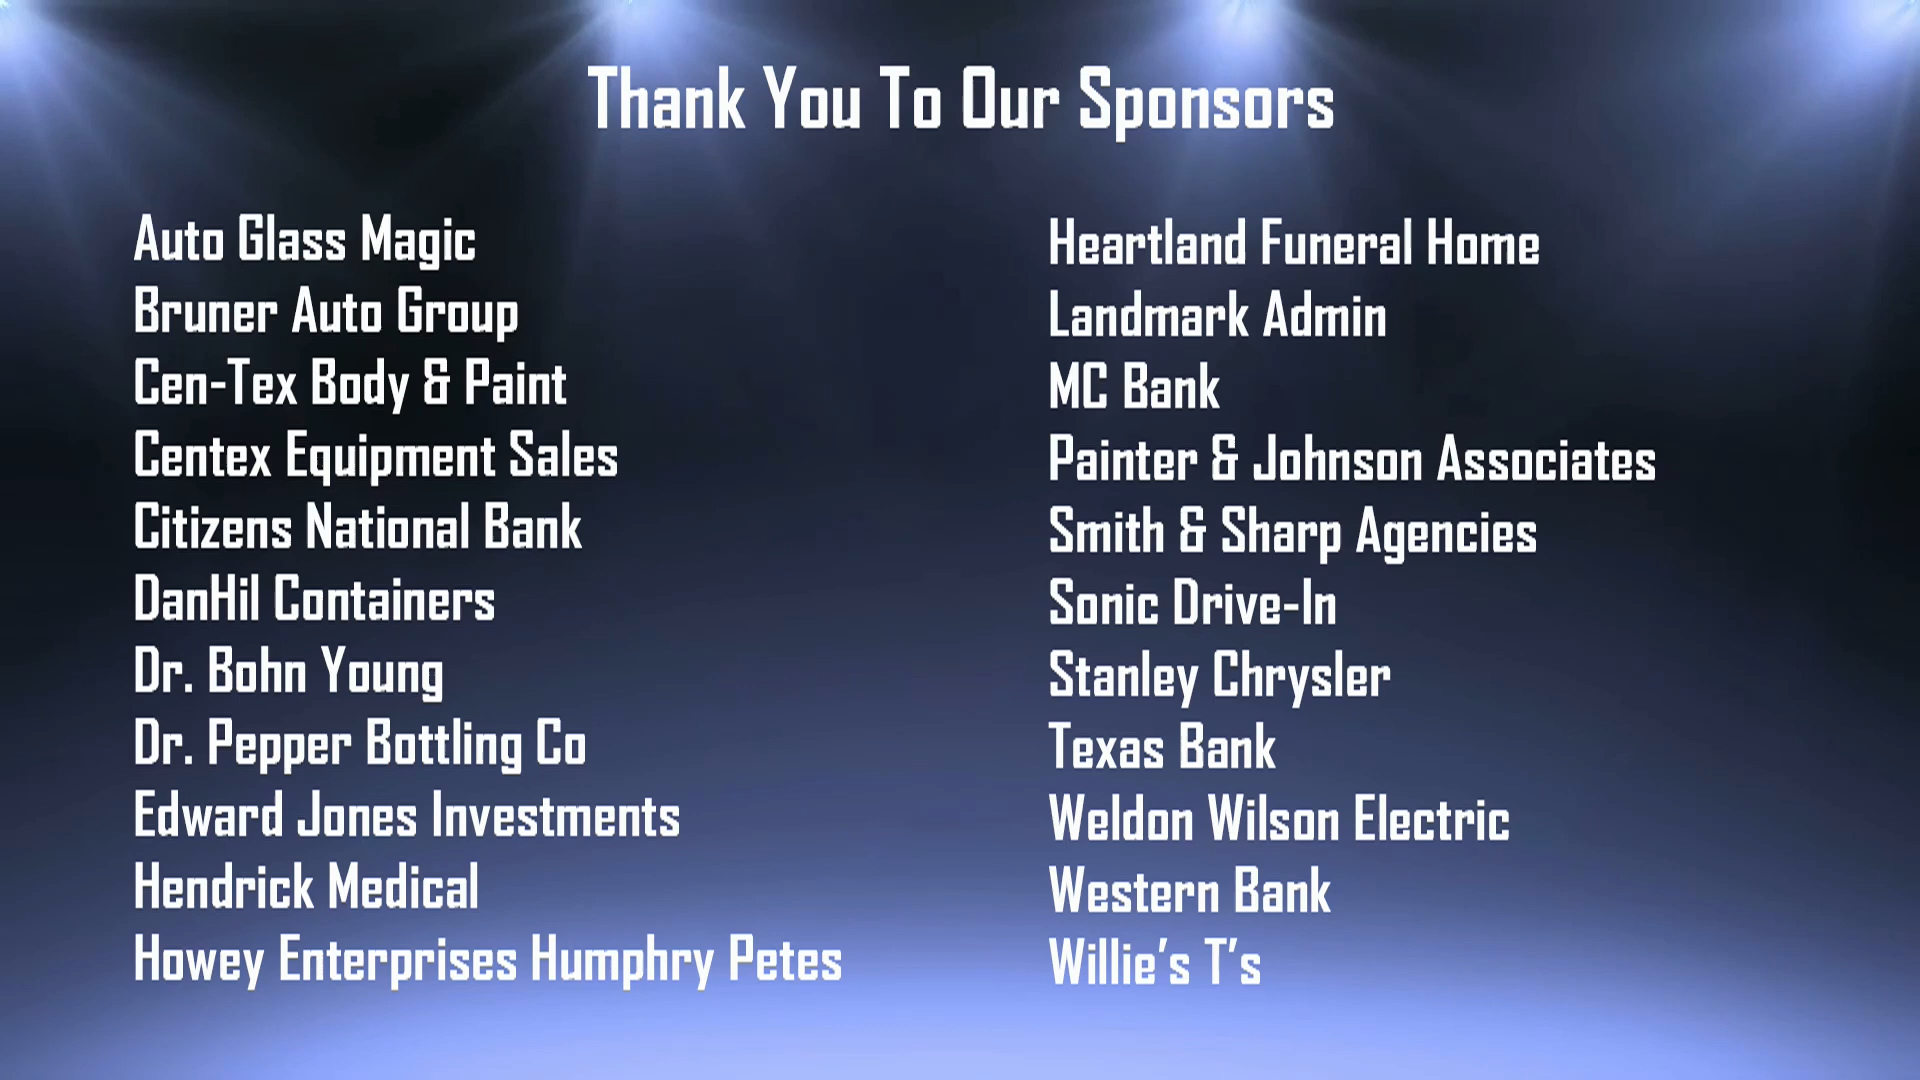 Thank You To Our Sponsors
Auto Glass Magic
Bruner Auto Group
Cen-Tex Body & Paint
Centex Equipment Sales
Citizens National Bank
DanHil Containers
Dr. Bohn Young
Dr. Pepper Bottling Co
Edward Jones Investments
Hendrick Medical
Howey Enterprises Humphry Petes
Heartland Funeral Home
Landmark Admin
MC Bank
Painter & Johnson Associates
Smith & Sharp Agencies
Sonic Drive-In
Stanley Chrysler
Texas Bank
Weldon Wilson Electric
Western Bank
Willie's T's